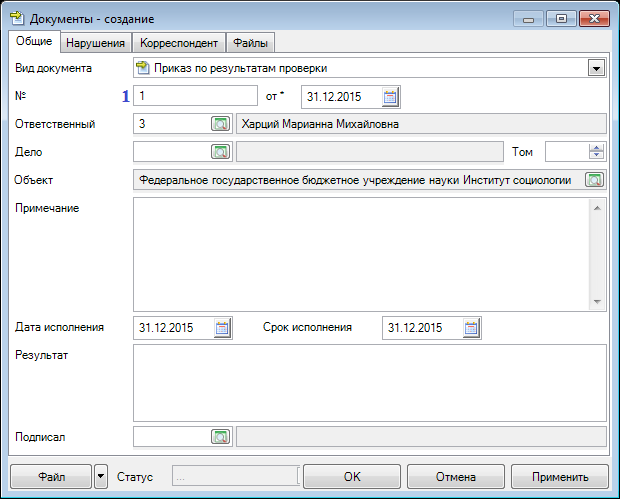 Документы - создание
Общие Нарушения Корреспондент Файлы
Вид документа Приказ по результатам проверки
№ 1 1 от * 31.12.2015
Ответственный 3 Харций Марианна Михайловна
Дело Том
Объект Федеральное государственное бюджетное учреждение науки Институт социологии
Примечание
Дата исполнения 31.12.2015 Срок исполнения 31.12.2015
Результат
Подписал
Файл Статус ... OK Отмена Применить